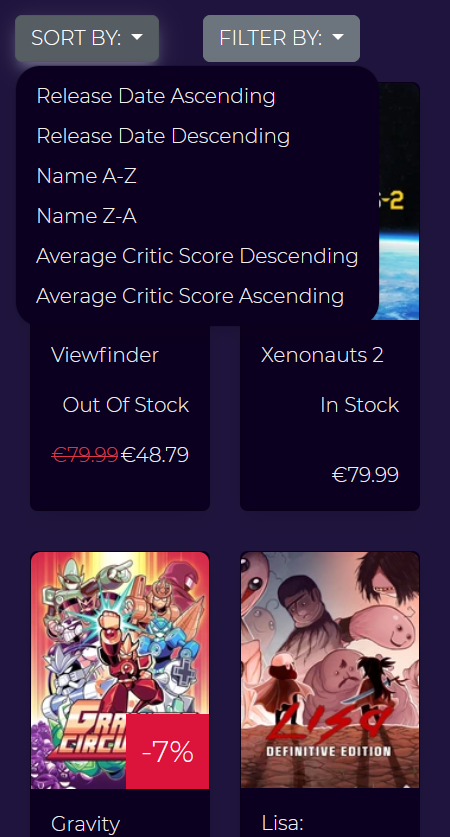 SORT BY:
FILTER BY:
Release Date Ascending
Release Date Descending
Name A-Z
Name Z-A
Average Critic Score Descending
Average Critic Score Ascending
-2
Viewfinder
Xenonauts 2
Out Of Stock
In Stock
€79.99 €48.79
€79.99
-7%
LISA
DEFINITIVE EDITION
Gravity
Lisa: